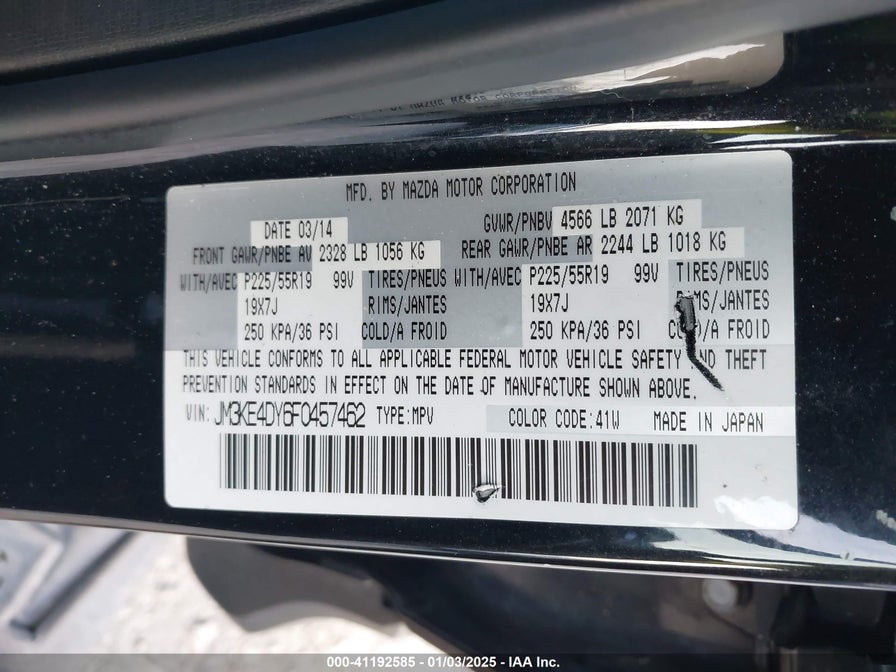 MFD. BY MAZDA MOTOR CORPORATION
DATE 03/14 GVWR/PNBV 4566 LB 2071 KG
FRONT GAWR/PNBE AV 2328 LB 1056 KG REAR GAWR/PNBE AR 2244 LB 1018 KG
WITH/AVEC P225/55R19 99V TIRES/PNEUS WITH/AVEC P225/55R19 99V TIRES/PNEUS
19X7J RIMS/JANTES 19X7J RIMS/JANTES
250 KPA/36 PSI COLD/A FROID 250 KPA/36 PSI COLD/A FROID
THIS VEHICLE CONFORMS TO ALL APPLICABLE FEDERAL MOTOR VEHICLE SAFETY AND THEFT
PREVENTION STANDARDS IN EFFECT ON THE DATE OF MANUFACTURE SHOWN ABOVE.
VIN: JM3KE4DY6F0457462 TYPE:MPV COLOR CODE:41W MADE IN JAPAN
000-41192585 - 01/03/2025 - IAA Inc.